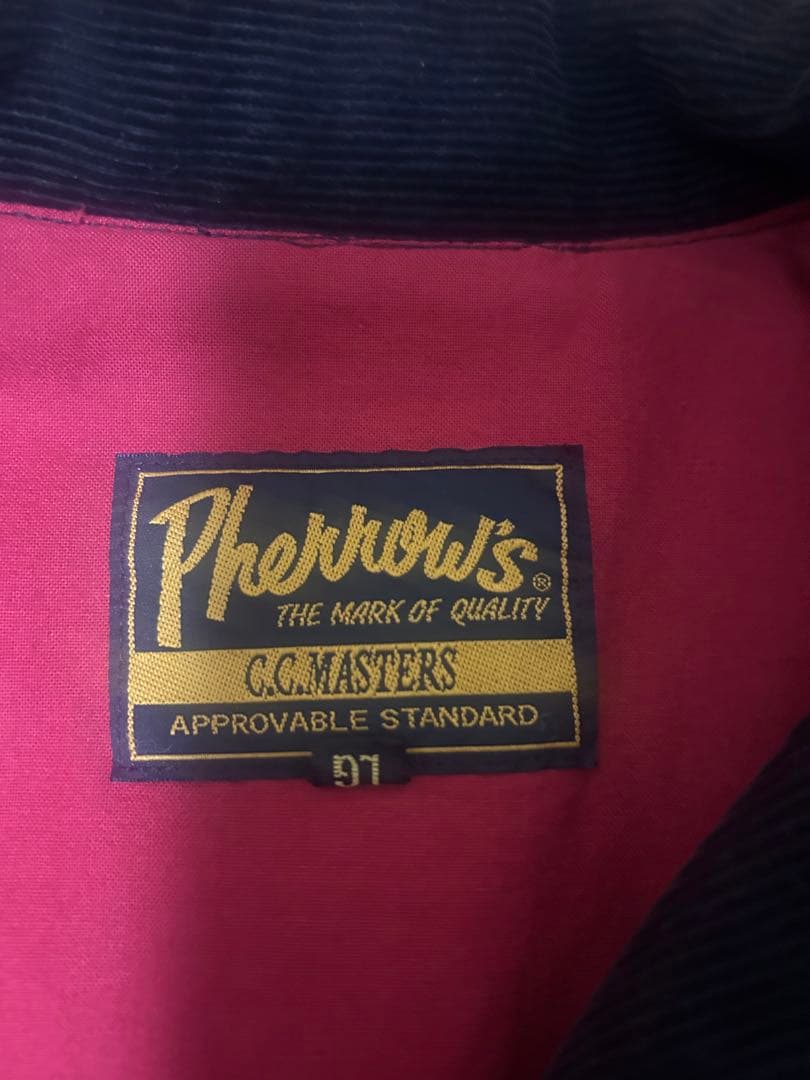 Pherrow's®
THE MARK OF QUALITY
C.C.MASTERS
APPROVABLE STANDARD